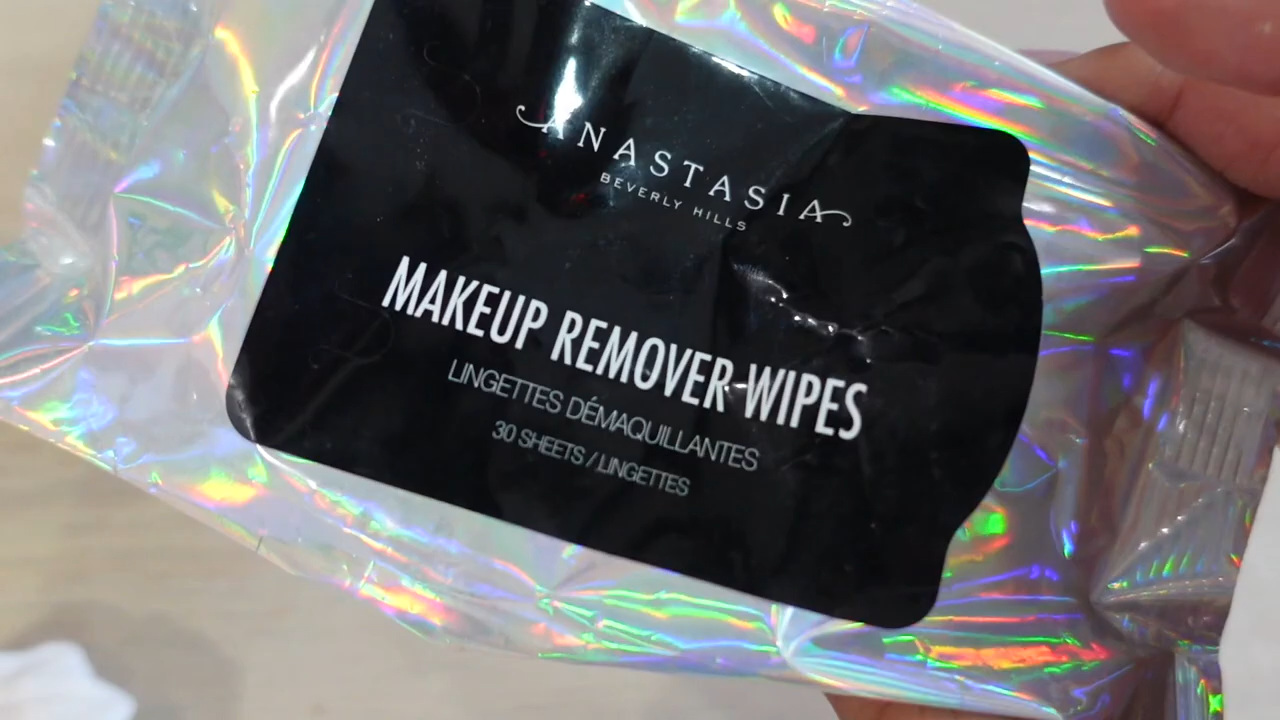 ANASTASIA
BEVERLY HILLS
MAKEUP REMOVER WIPES
LINGETTES DÉMAQUILLANTES
30 SHEETS / LINGETTES